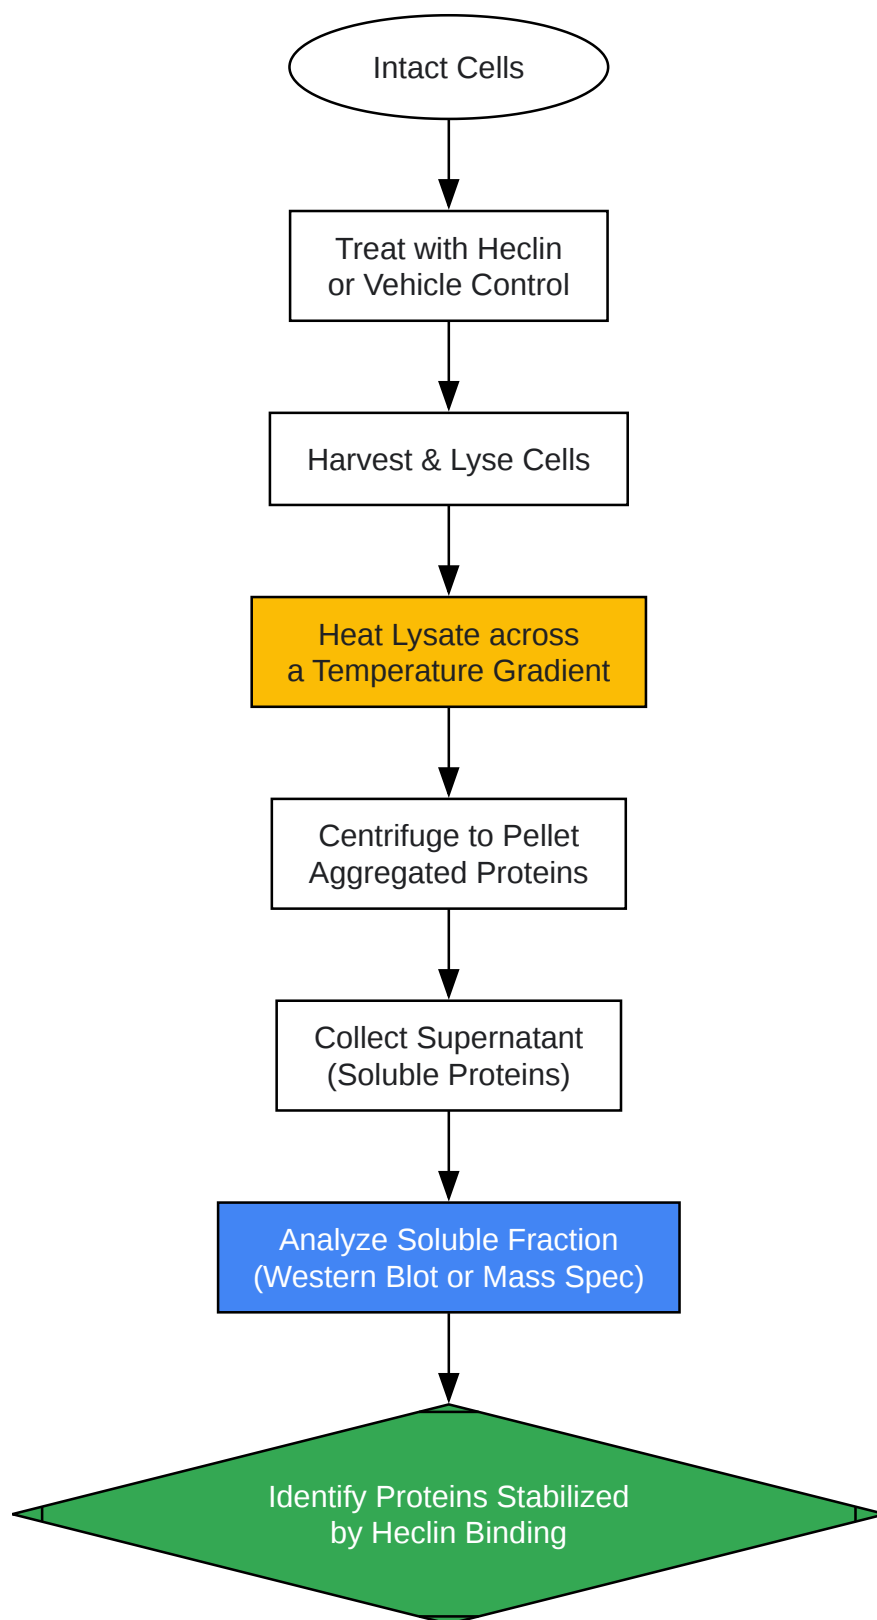 Intact Cells
Treat with Heclin
or Vehicle Control
Harvest & Lyse Cells
Heat Lysate across
a Temperature Gradient
Centrifuge to Pellet
Aggregated Proteins
Collect Supernatant
(Soluble Proteins)
Analyze Soluble Fraction
(Western Blot or Mass Spec)
Identify Proteins Stabilized
by Heclin Binding